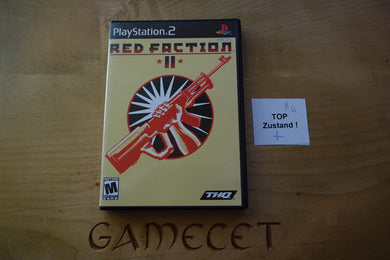 PlayStation 2
RED FACTION
II
M
THQ
TOP
Zustand !
GAMECET